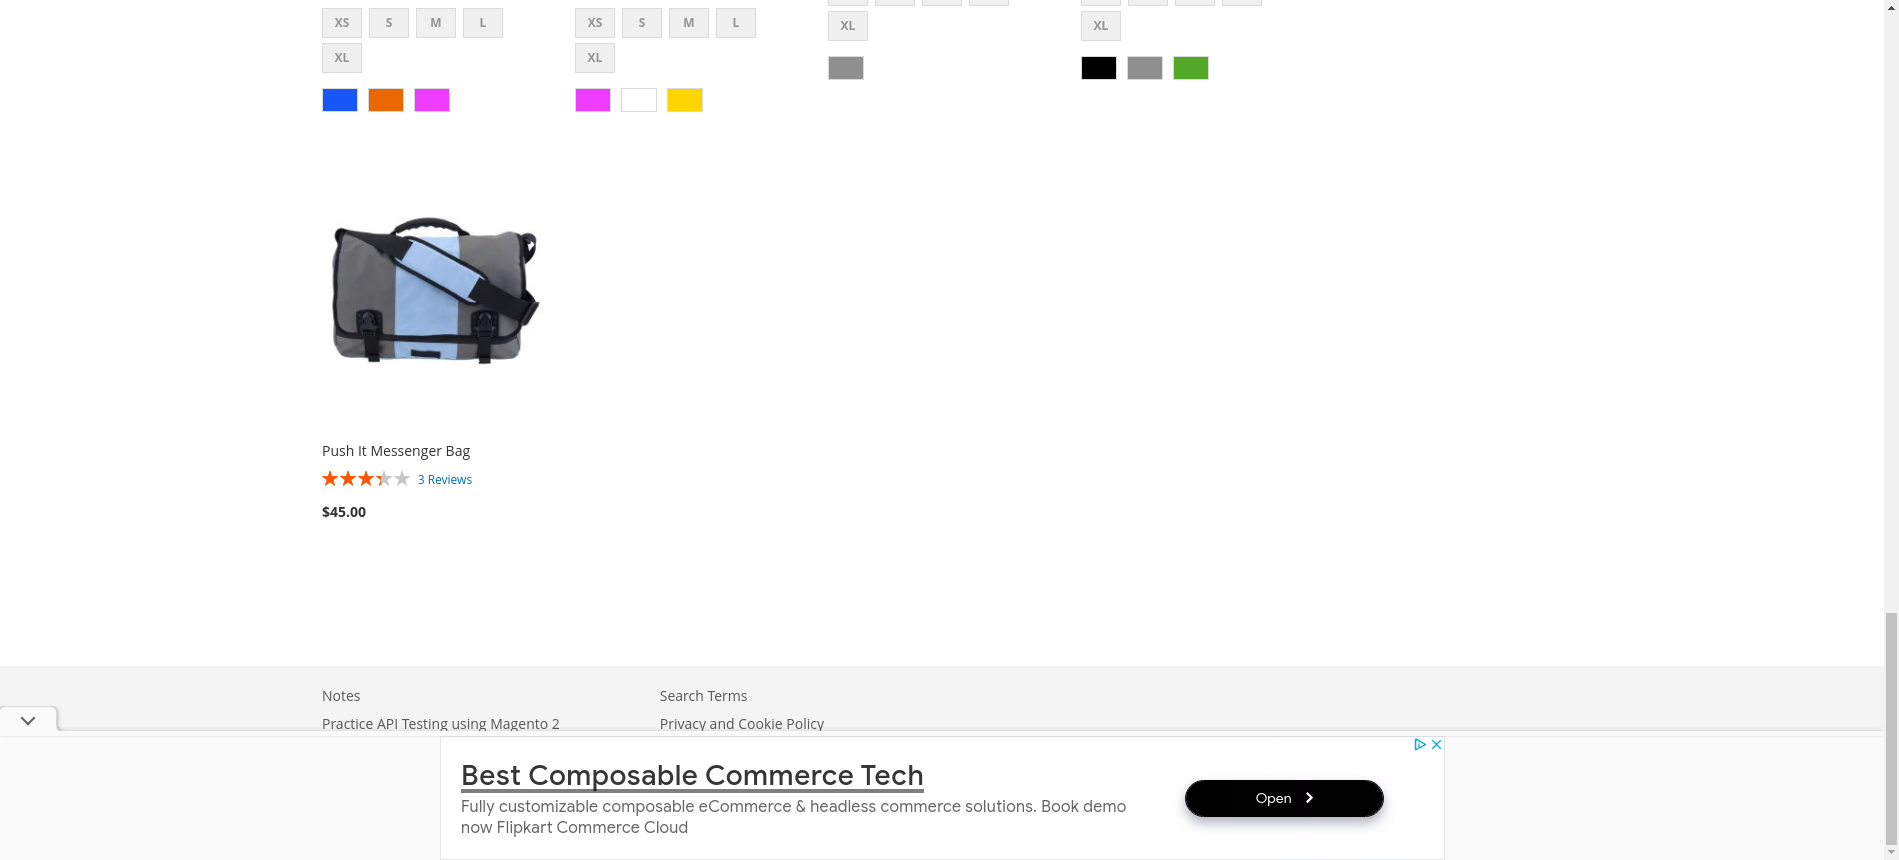 XS S M L
XL
XS S M L
XL
XL
XL
Push It Messenger Bag
3 Reviews
$45.00
Notes
Practice API Testing using Magento 2
Search Terms
Privacy and Cookie Policy
Best Composable Commerce Tech
Fully customizable composable eCommerce & headless commerce solutions. Book demo
now Flipkart Commerce Cloud
Open